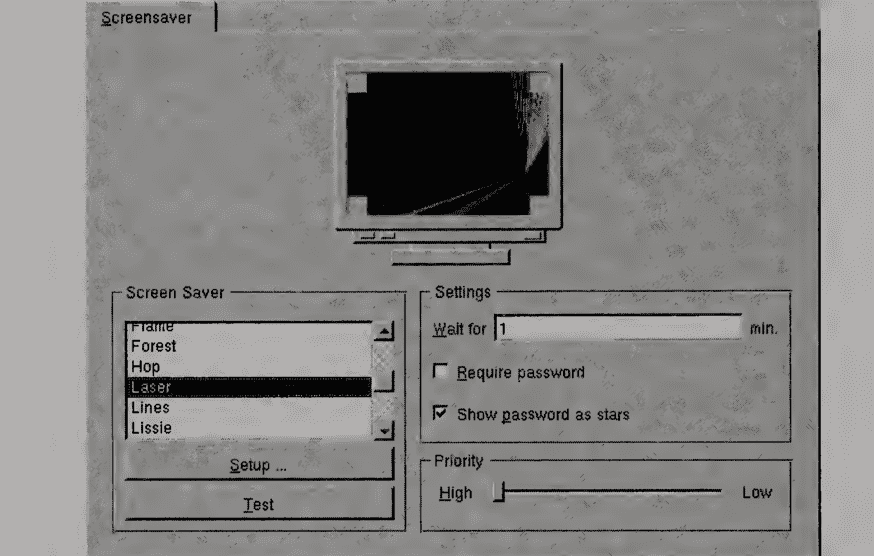 Screensaver
Screen Saver
Flame
Forest
Hop
Laser
Lines
Lissie
Setup ...
Test
Settings
Wait for 1 min.
Require password
Show password as stars
Priority
High Low